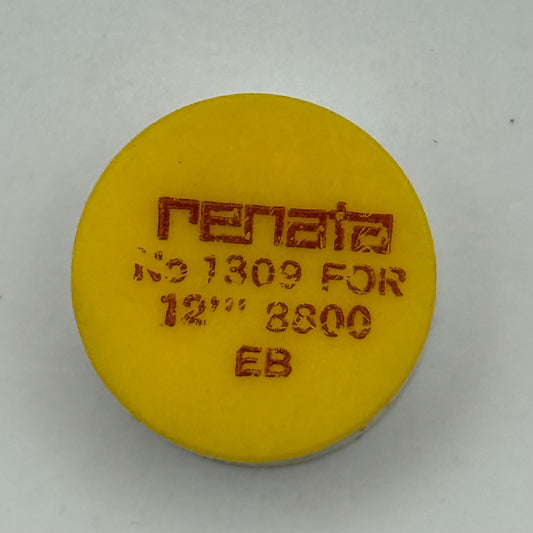 renata
No 1309 FOR
12''' 8800
EB